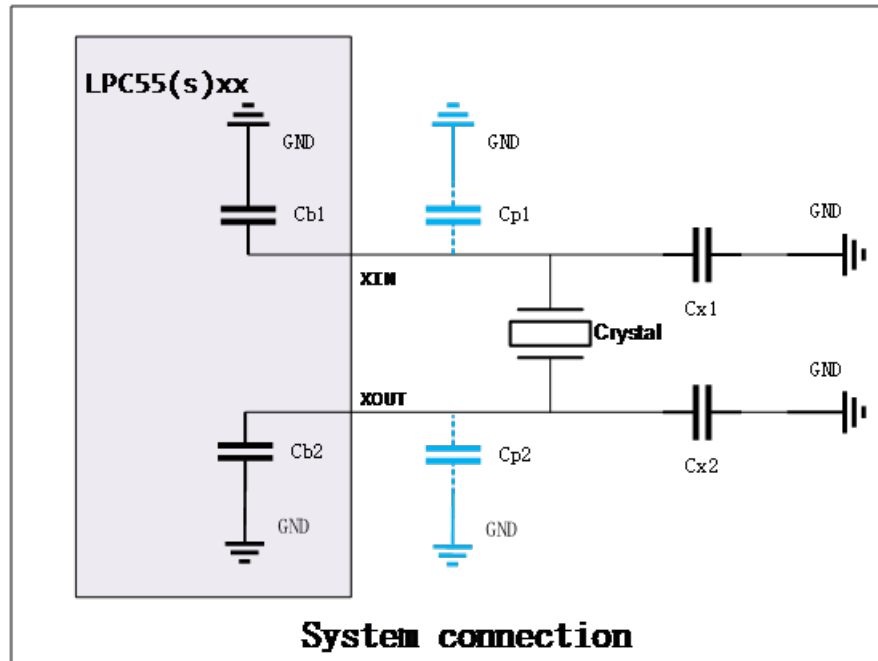 LPC55(s)xx
GND
GND
Cb1
Cp1
GND
XIN
Cx1
Crystal
GND
XOUT
Cb2
Cp2
Cx2
GND
GND
System connection